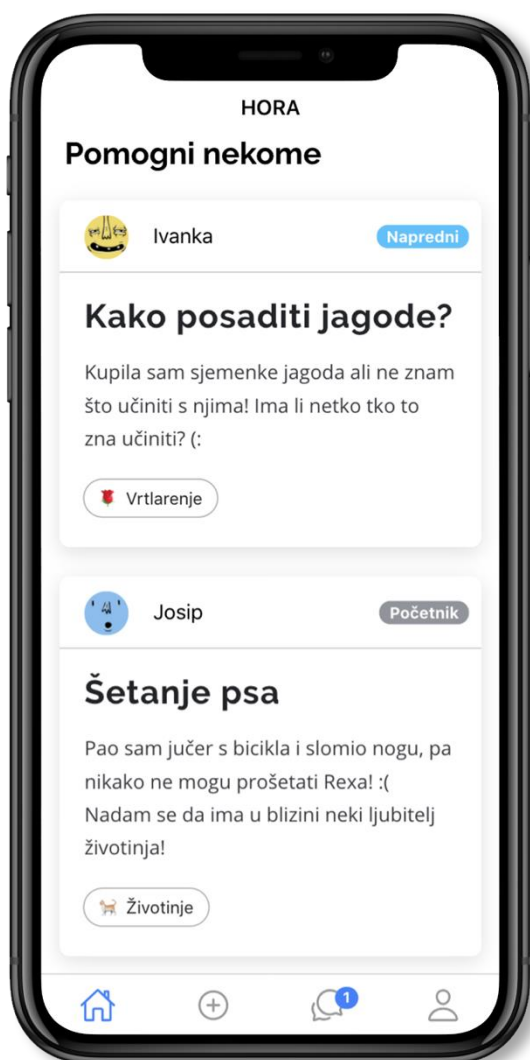 HORA
Pomogni nekome
Ivanka
Napredni
Kako posaditi jagode?
Kupila sam sjemenke jagoda ali ne znam
što učiniti s njima! Ima li netko tko to
zna učiniti? (:
Vrtlarenje
Josip
Početnik
Šetanje psa
Pao sam jučer s bicikla i slomio nogu, pa
nikako ne mogu prošetati Rexa! :(
Nadam se da ima u blizini neki ljubitelj
životinja!
Životinje
1